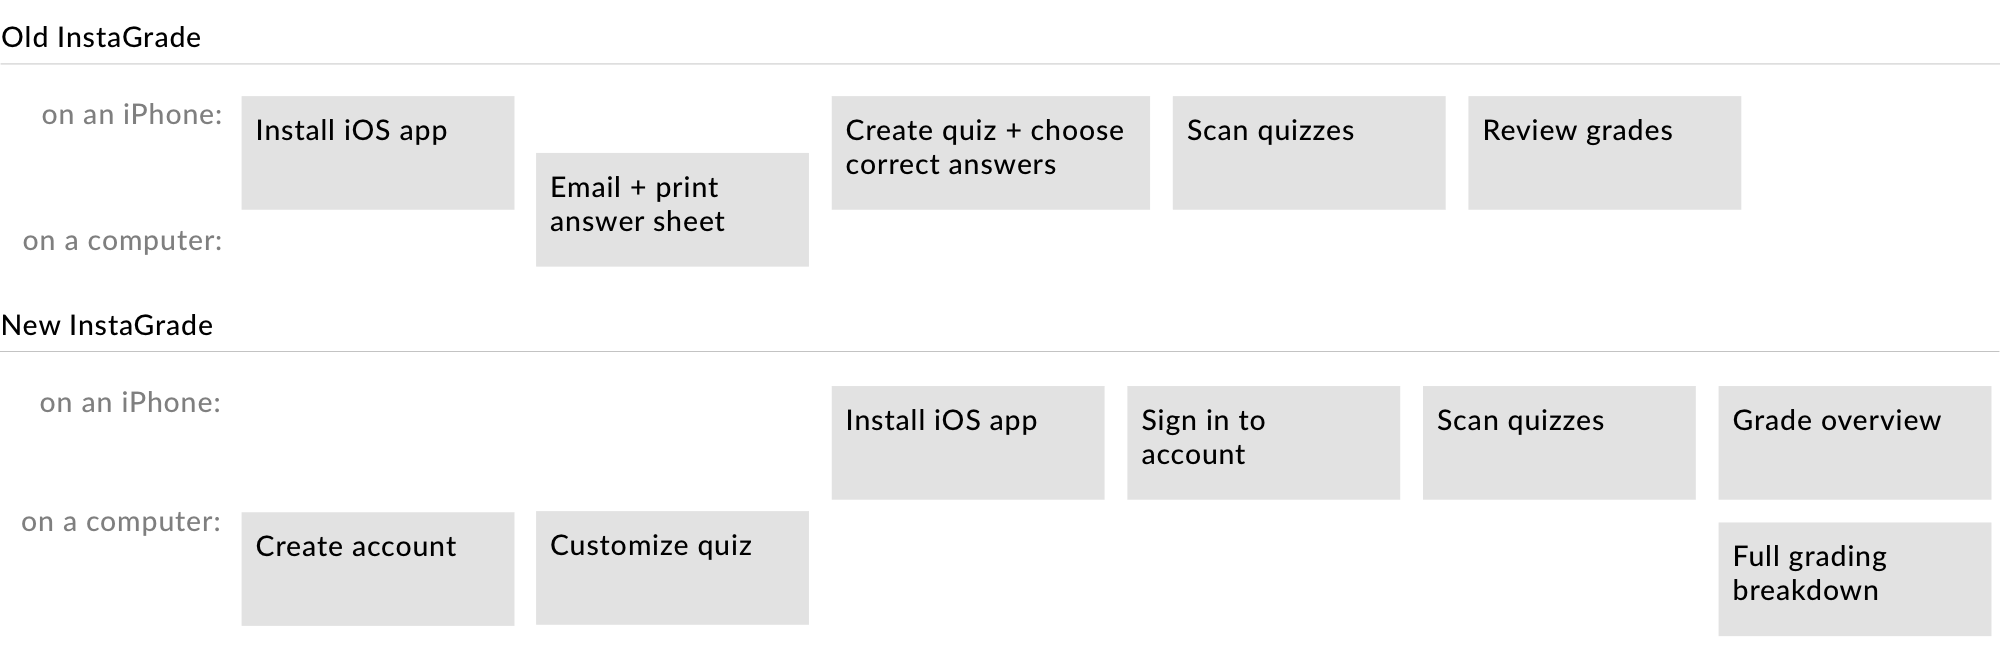 Old InstaGrade
on an iPhone:
Install iOS app
Email + print
answer sheet
Create quiz + choose
correct answers
Scan quizzes
Review grades
on a computer:
New InstaGrade
on an iPhone:
Install iOS app
Sign in to
account
Scan quizzes
Grade overview
on a computer:
Create account
Customize quiz
Full grading
breakdown